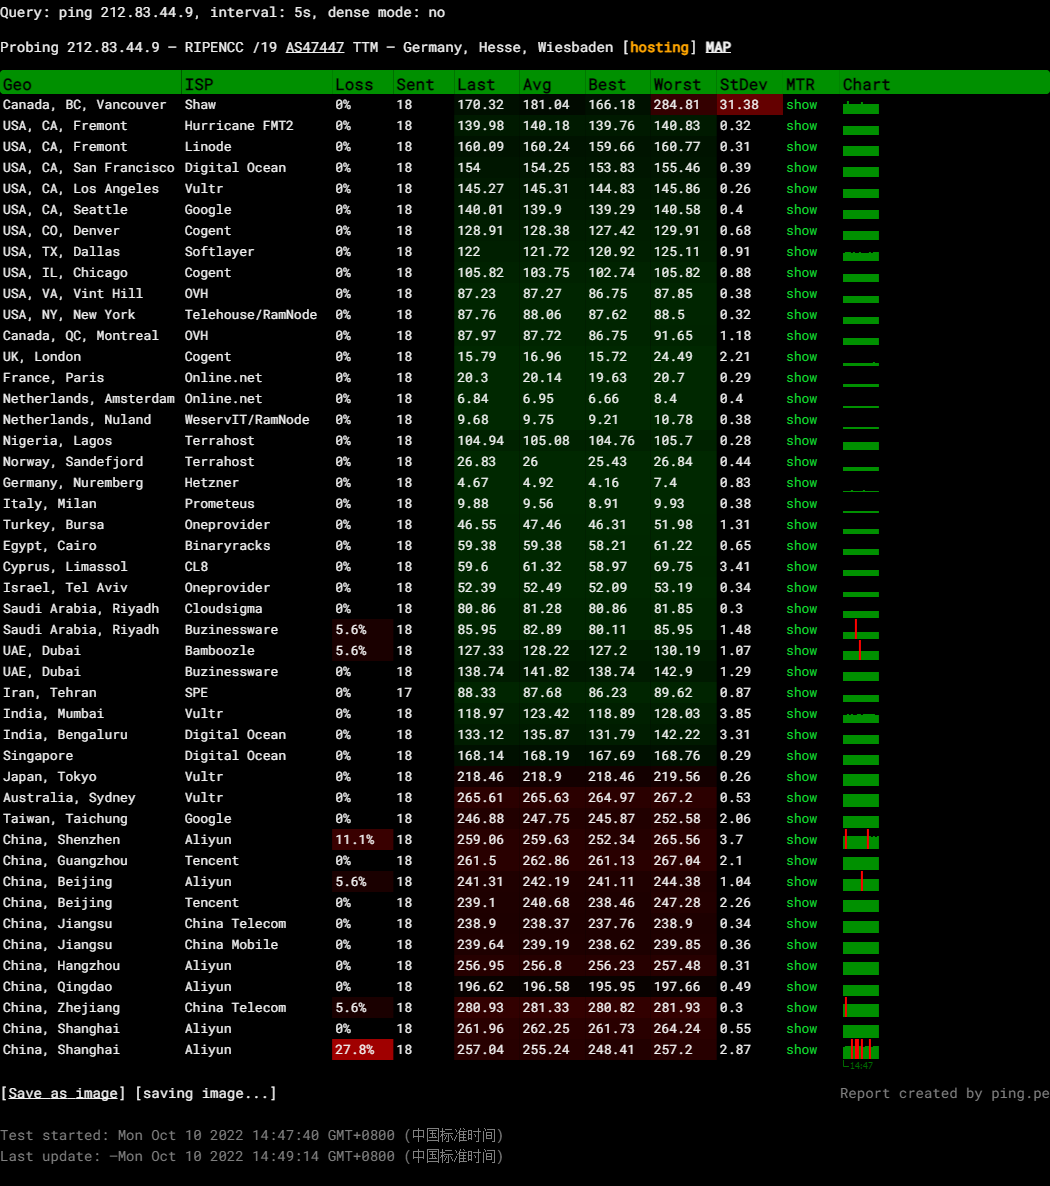 Query: ping 212.83.44.9, interval: 5s, dense mode: no
Probing 212.83.44.9 — RIPENCC /19 AS47447 TTM — Germany, Hesse, Wiesbaden [hosting] MAP
Geo ISP Loss Sent Last Avg Best Worst StDev MTR Chart
Canada, BC, Vancouver Shaw 0% 18 170.32 181.04 166.18 284.81 31.38 show
USA, CA, Fremont Hurricane FMT2 0% 18 139.98 140.18 139.76 140.83 0.32 show
USA, CA, Fremont Linode 0% 18 160.09 160.24 159.66 160.77 0.31 show
USA, CA, San Francisco Digital Ocean 0% 18 154 154.25 153.83 155.46 0.39 show
USA, CA, Los Angeles Vultr 0% 18 145.27 145.31 144.83 145.86 0.26 show
USA, CA, Seattle Google 0% 18 140.01 139.9 139.29 140.58 0.4 show
USA, CO, Denver Cogent 0% 18 128.91 128.38 127.42 129.91 0.68 show
USA, TX, Dallas Softlayer 0% 18 122 121.72 120.92 125.11 0.91 show
USA, IL, Chicago Cogent 0% 18 105.82 103.75 102.74 105.82 0.88 show
USA, VA, Vint Hill OVH 0% 18 87.23 87.27 86.75 87.85 0.38 show
USA, NY, New York Telehouse/RamNode 0% 18 87.76 88.06 87.62 88.5 0.32 show
Canada, QC, Montreal OVH 0% 18 87.97 87.72 86.75 91.65 1.18 show
UK, London Cogent 0% 18 15.79 16.96 15.72 24.49 2.21 show
France, Paris Online.net 0% 18 20.3 20.14 19.63 20.7 0.29 show
Netherlands, Amsterdam Online.net 0% 18 6.84 6.95 6.66 8.4 0.4 show
Netherlands, Nuland WeservIT/RamNode 0% 18 9.68 9.75 9.21 10.78 0.38 show
Nigeria, Lagos Terrahost 0% 18 104.94 105.08 104.76 105.7 0.28 show
Norway, Sandefjord Terrahost 0% 18 26.83 26 25.43 26.84 0.44 show
Germany, Nuremberg Hetzner 0% 18 4.67 4.92 4.16 7.4 0.83 show
Italy, Milan Prometeus 0% 18 9.88 9.56 8.91 9.93 0.38 show
Turkey, Bursa Oneprovider 0% 18 46.55 47.46 46.31 51.98 1.31 show
Egypt, Cairo Binaryracks 0% 18 59.38 59.38 58.21 61.22 0.65 show
Cyprus, Limassol CL8 0% 18 59.6 61.32 58.97 69.75 3.41 show
Israel, Tel Aviv Oneprovider 0% 18 52.39 52.49 52.09 53.19 0.34 show
Saudi Arabia, Riyadh Cloudsigma 0% 18 80.86 81.28 80.86 81.85 0.3 show
Saudi Arabia, Riyadh Buzinessware 5.6% 18 85.95 82.89 80.11 85.95 1.48 show
UAE, Dubai Bamboozle 5.6% 18 127.33 128.22 127.2 130.19 1.07 show
UAE, Dubai Buzinessware 0% 18 138.74 141.82 138.74 142.9 1.29 show
Iran, Tehran SPE 0% 17 88.33 87.68 86.23 89.62 0.87 show
India, Mumbai Vultr 0% 18 118.97 123.42 118.89 128.03 3.85 show
India, Bengaluru Digital Ocean 0% 18 133.12 135.87 131.79 142.22 3.31 show
Singapore Digital Ocean 0% 18 168.14 168.19 167.69 168.76 0.29 show
Japan, Tokyo Vultr 0% 18 218.46 218.9 218.46 219.56 0.26 show
Australia, Sydney Vultr 0% 18 265.61 265.63 264.97 267.2 0.53 show
Taiwan, Taichung Google 0% 18 246.88 247.75 245.87 252.58 2.06 show
China, Shenzhen Aliyun 11.1% 18 259.06 259.63 252.34 265.56 3.7 show
China, Guangzhou Tencent 0% 18 261.5 262.86 261.13 267.04 2.1 show
China, Beijing Aliyun 5.6% 18 241.31 242.19 241.11 244.38 1.04 show
China, Beijing Tencent 0% 18 239.1 240.68 238.46 247.28 2.26 show
China, Jiangsu China Telecom 0% 18 238.9 238.37 237.76 238.9 0.34 show
China, Jiangsu China Mobile 0% 18 239.64 239.19 238.62 239.85 0.36 show
China, Hangzhou Aliyun 0% 18 256.95 256.8 256.23 257.48 0.31 show
China, Qingdao Aliyun 0% 18 196.62 196.58 195.95 197.66 0.49 show
China, Zhejiang China Telecom 5.6% 18 280.93 281.33 280.82 281.93 0.3 show
China, Shanghai Aliyun 0% 18 261.96 262.25 261.73 264.24 0.55 show
China, Shanghai Aliyun 27.8% 18 257.04 255.24 248.41 257.2 2.87 show
14:47
[Save as image] [saving image...] Report created by ping.pe
Test started: Mon Oct 10 2022 14:47:40 GMT+0800 (中国标准时间)
Last update: —Mon Oct 10 2022 14:49:14 GMT+0800 (中国标准时间)